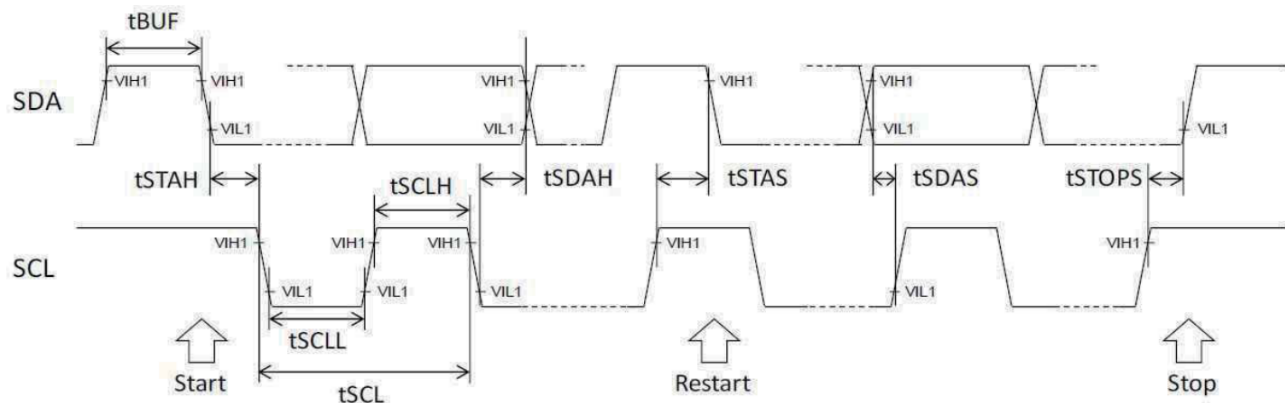 tBUF
VIH1 VIH1 VIH1 VIH1 VIH1
SDA
VIL1 VIL1 VIL1 VIL1
tSTAH tSCLH tSDAH tSTAS tSDAS tSTOPS
VIH1 VIH1 VIH1 VIH1 VIH1
SCL
VIL1 VIL1 VIL1 VIL1
tSCLL
Start Restart Stop
tSCL